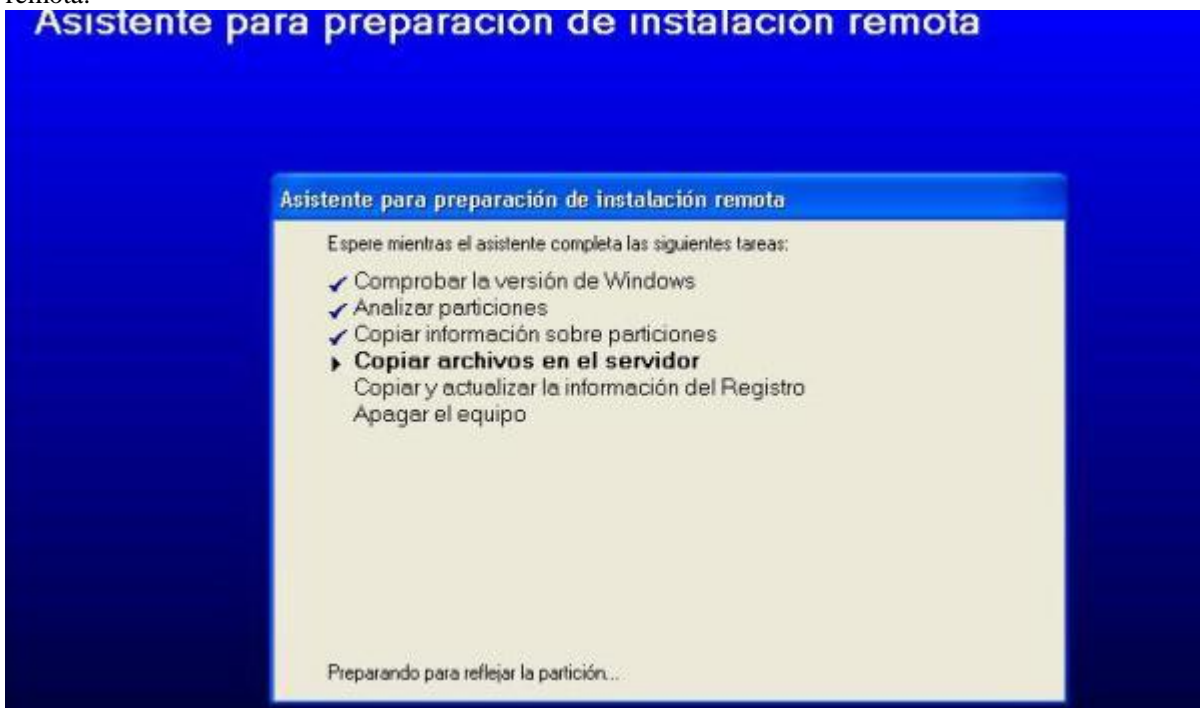 remota.
Asistente para preparación de instalación remota
Asistente para preparación de instalación remota
Espere mientras el asistente completa las siguientes tareas:
Comprobar la versión de Windows
Analizar particiones
Copiar información sobre particiones
Copiar archivos en el servidor
Copiar y actualizar la información del Registro
Apagar el equipo
Preparando para reflejar la partición...